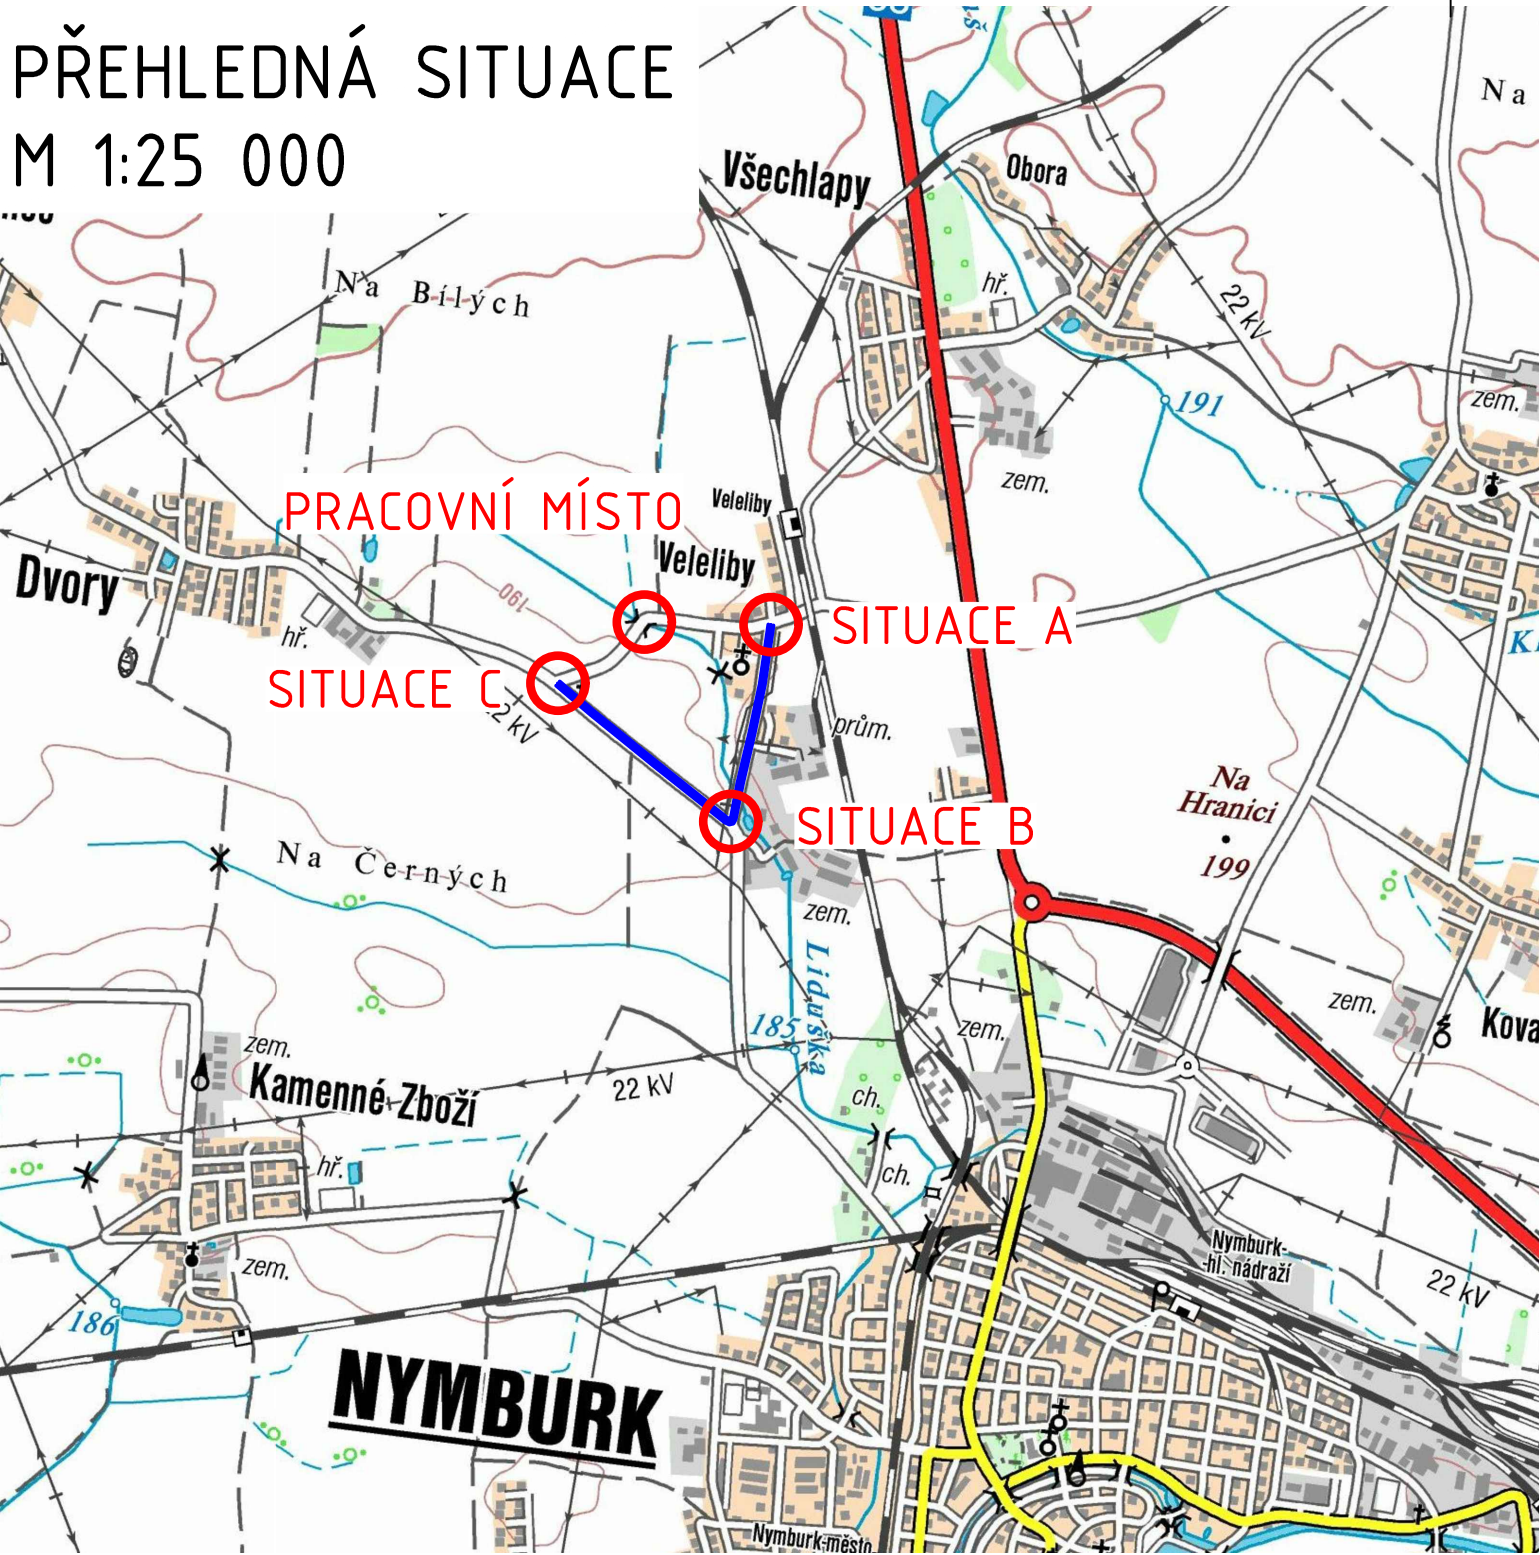 PŘEHLEDNÁ SITUACE
M 1:25 000
Na
Všechlapy
Obora
Na Bílých
hř.
22 kV
191
zem.
zem.
PRACOVNÍ MÍSTO
Veleliby
Veleliby
Dvory
190
hř.
SITUACE A
SITUACE C
22 kV
prům.
Na
Hranici
199
SITUACE B
Na Černých
zem.
Liduška
185
zem.
zem.
Kova
zem.
Kamenné Zboží
22 kV
ch.
hř.
ch.
zem.
Nymburk-
-hl. nádraží
22 kV
186
NYMBURK
Nymburk-město